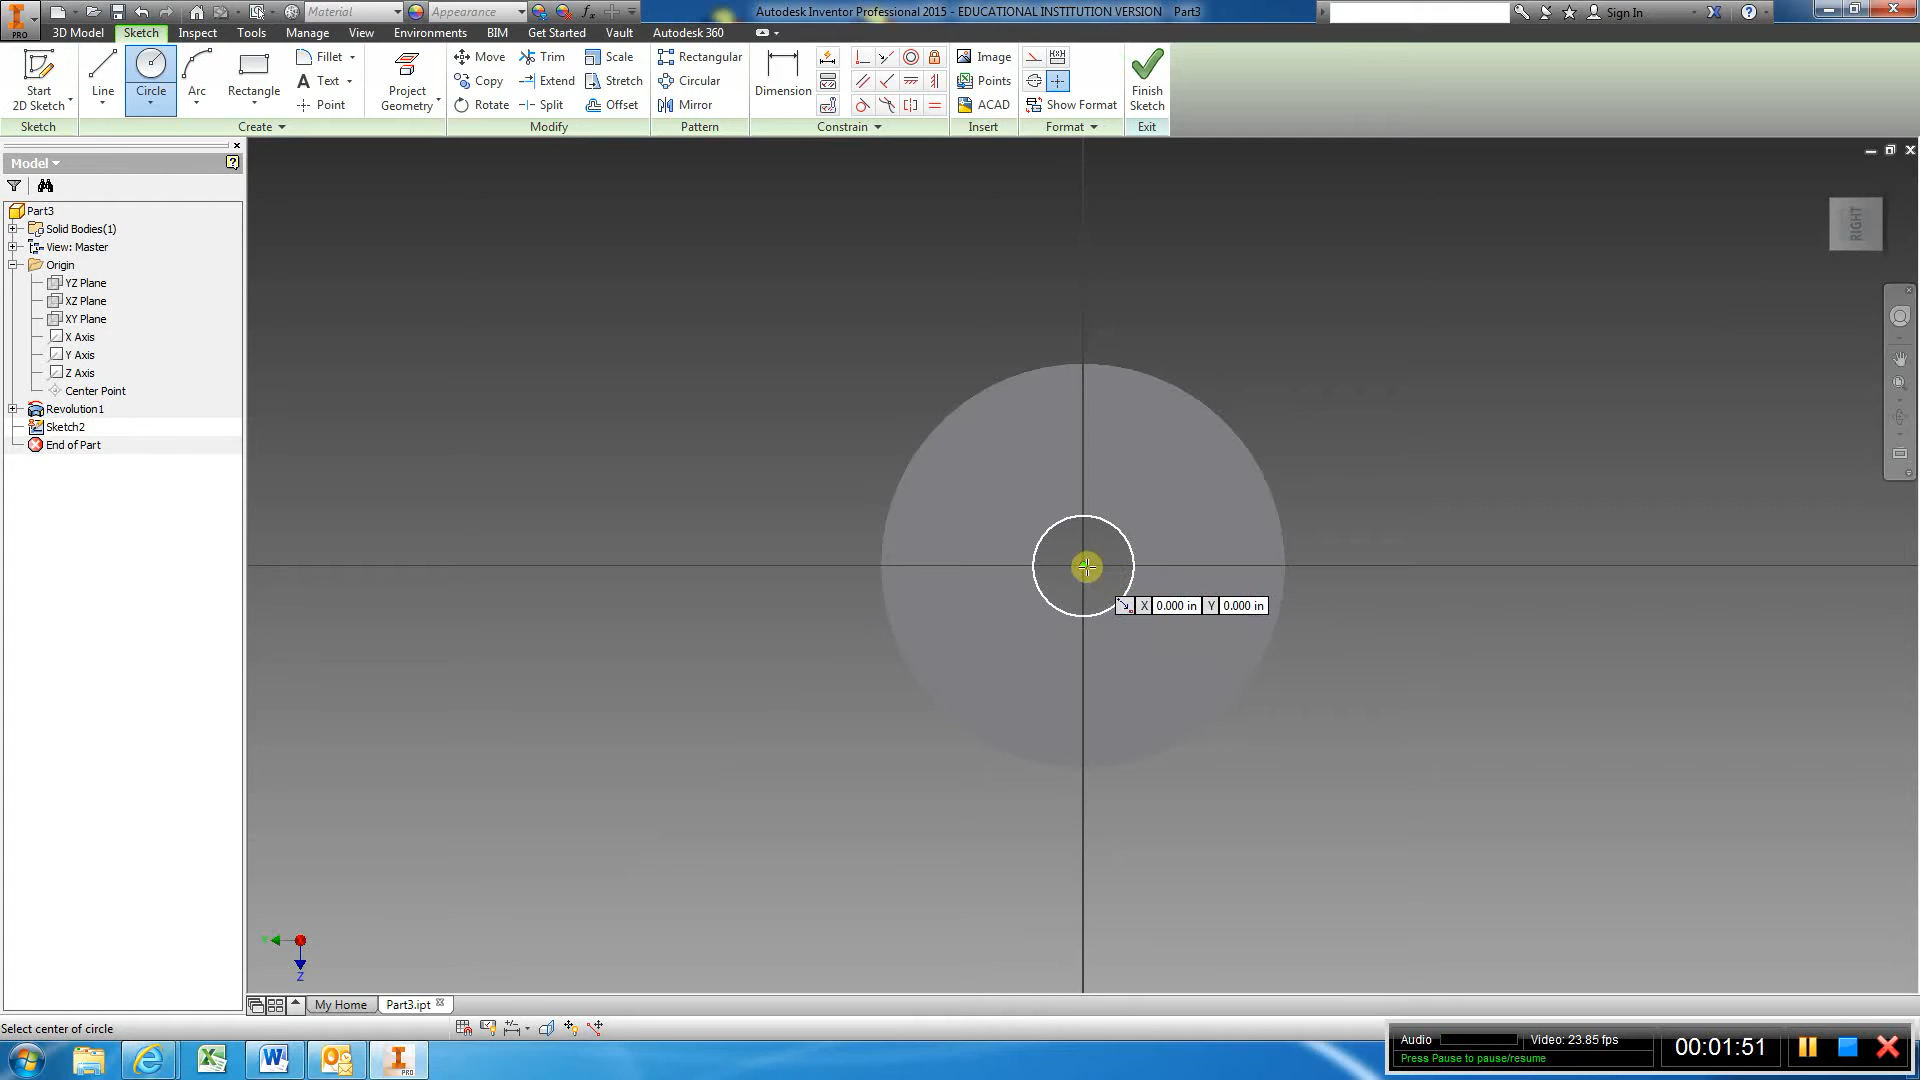 Material
Appearance
Autodesk Inventor Professional 2015 - EDUCATIONAL INSTITUTION VERSION Part3
Sign In
PRO
3D Model Sketch Inspect Tools Manage View Environments BIM Get Started Vault Autodesk 360
Start 2D Sketch
Line
Circle
Arc
Rectangle
Fillet
Text
Point
Project Geometry
Move
Copy
Rotate
Trim
Extend
Split
Scale
Stretch
Offset
Rectangular
Circular
Mirror
Dimension
Image
Points
ACAD
Show Format
Finish Sketch
Sketch Create Modify Pattern Constrain Insert Format Exit
Model
Part3
Solid Bodies(1)
View: Master
Origin
YZ Plane
XZ Plane
XY Plane
X Axis
Y Axis
Z Axis
Center Point
Revolution1
Sketch2
End of Part
RIGHT
X 0.000 in Y 0.000 in
Z
My Home Part3.ipt
Select center of circle
Audio Video: 23.85 fps
Press Pause to pause/resume
00:01:51
PRO